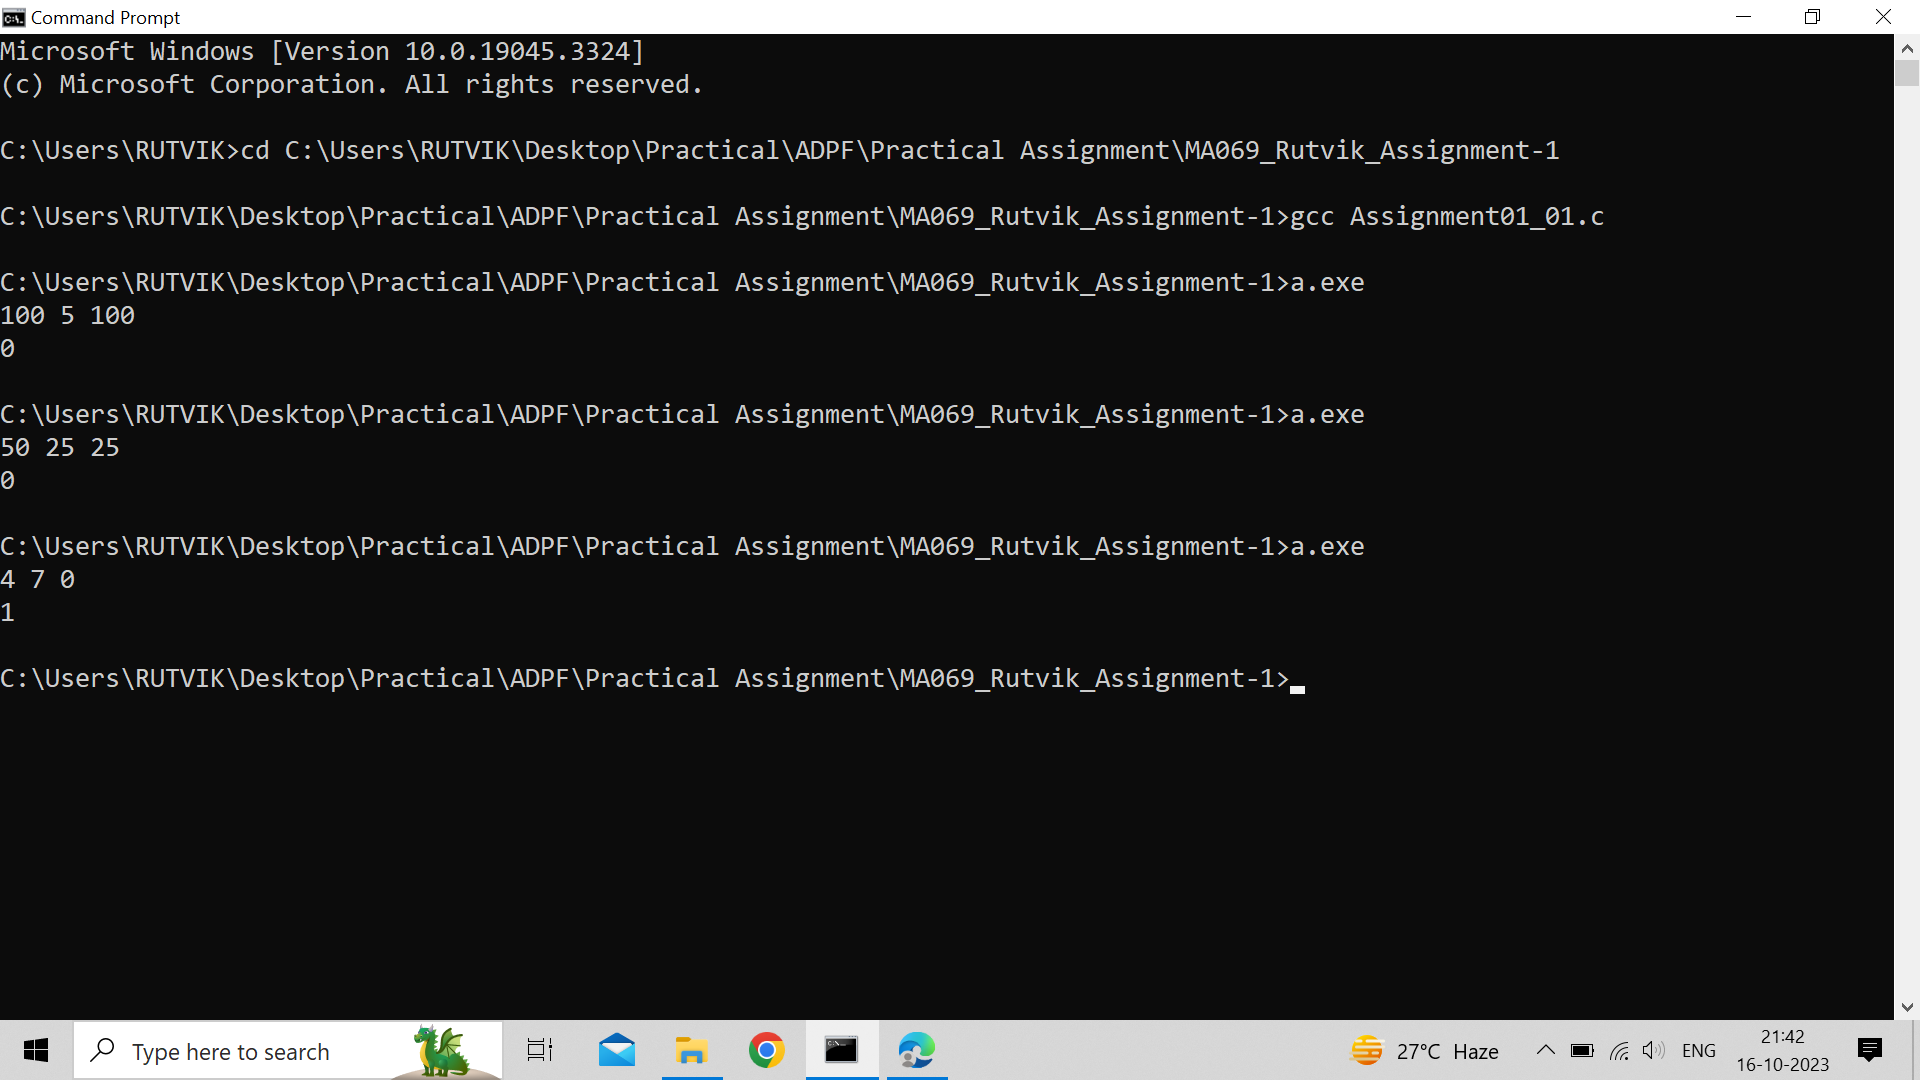 Command Prompt
Microsoft Windows [Version 10.0.19045.3324]
(c) Microsoft Corporation. All rights reserved.
C:\Users\RUTVIK>cd C:\Users\RUTVIK\Desktop\Practical\ADPF\Practical Assignment\MA069_Rutvik_Assignment-1
C:\Users\RUTVIK\Desktop\Practical\ADPF\Practical Assignment\MA069_Rutvik_Assignment-1>gcc Assignment01_01.c
C:\Users\RUTVIK\Desktop\Practical\ADPF\Practical Assignment\MA069_Rutvik_Assignment-1>a.exe
100 5 100
0
C:\Users\RUTVIK\Desktop\Practical\ADPF\Practical Assignment\MA069_Rutvik_Assignment-1>a.exe
50 25 25
0
C:\Users\RUTVIK\Desktop\Practical\ADPF\Practical Assignment\MA069_Rutvik_Assignment-1>a.exe
4 7 0
1
C:\Users\RUTVIK\Desktop\Practical\ADPF\Practical Assignment\MA069_Rutvik_Assignment-1>
Type here to search
27°C Haze
ENG
21:42
16-10-2023